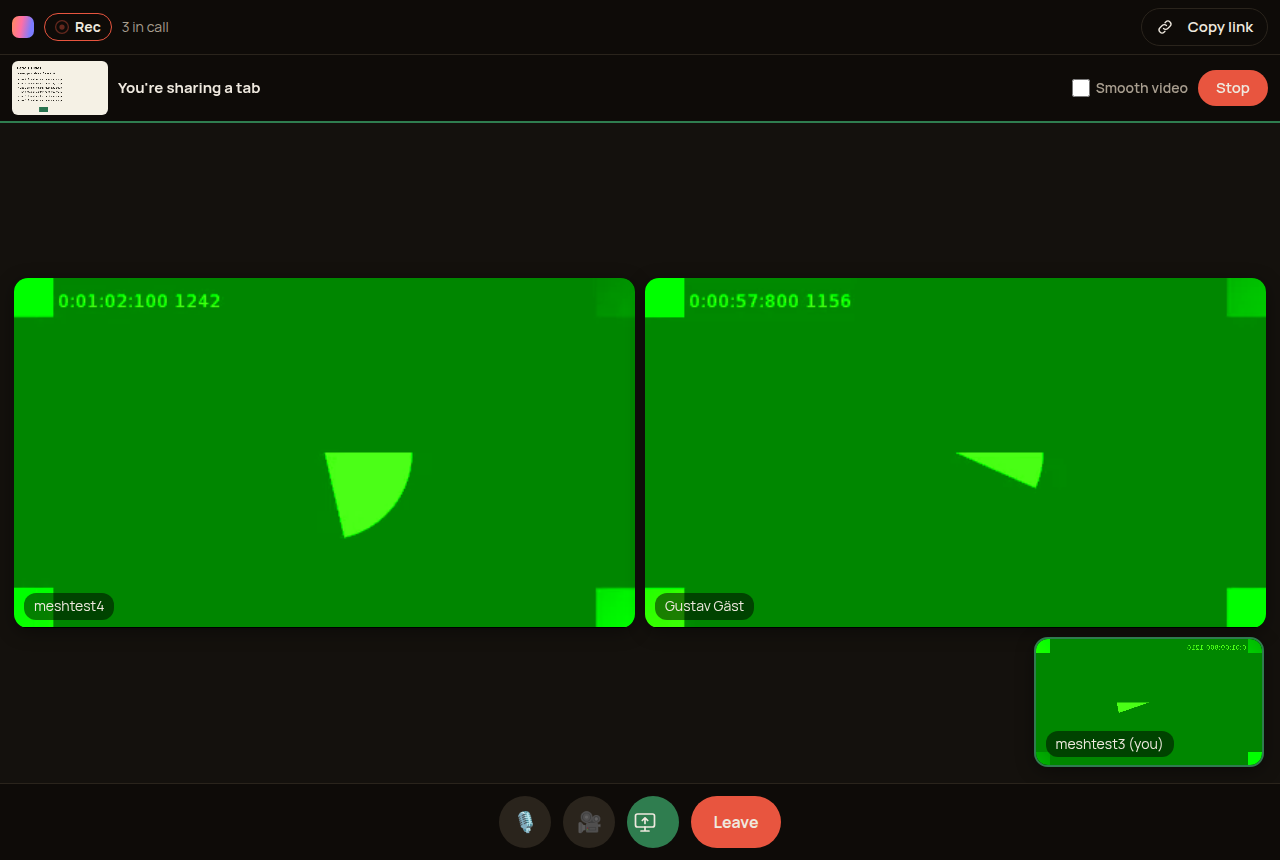 Rec
3 in call
Copy link
You're sharing a tab
Smooth video
Stop
0:01:02:100 1242
0:00:57:800 1156
meshtest4
Gustav Gäst
meshtest3 (you)
Leave